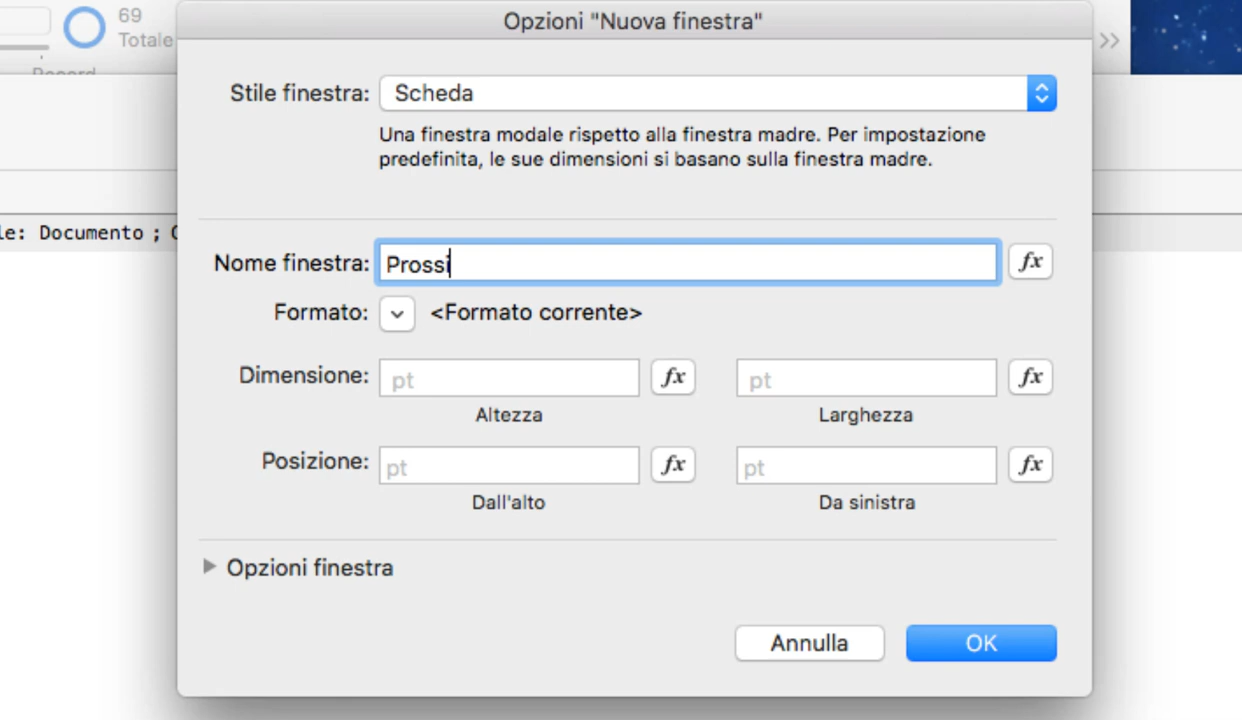 Opzioni "Nuova finestra"
69
Totale
Record
Stile finestra: Scheda
Una finestra modale rispetto alla finestra madre. Per impostazione
predefinita, le sue dimensioni si basano sulla finestra madre.
le: Documento ;
Nome finestra: Prossi fx
Formato: <Formato corrente>
Dimensione: pt fx pt fx
Altezza Larghezza
Posizione: pt fx pt fx
Dall'alto Da sinistra
Opzioni finestra
Annulla OK